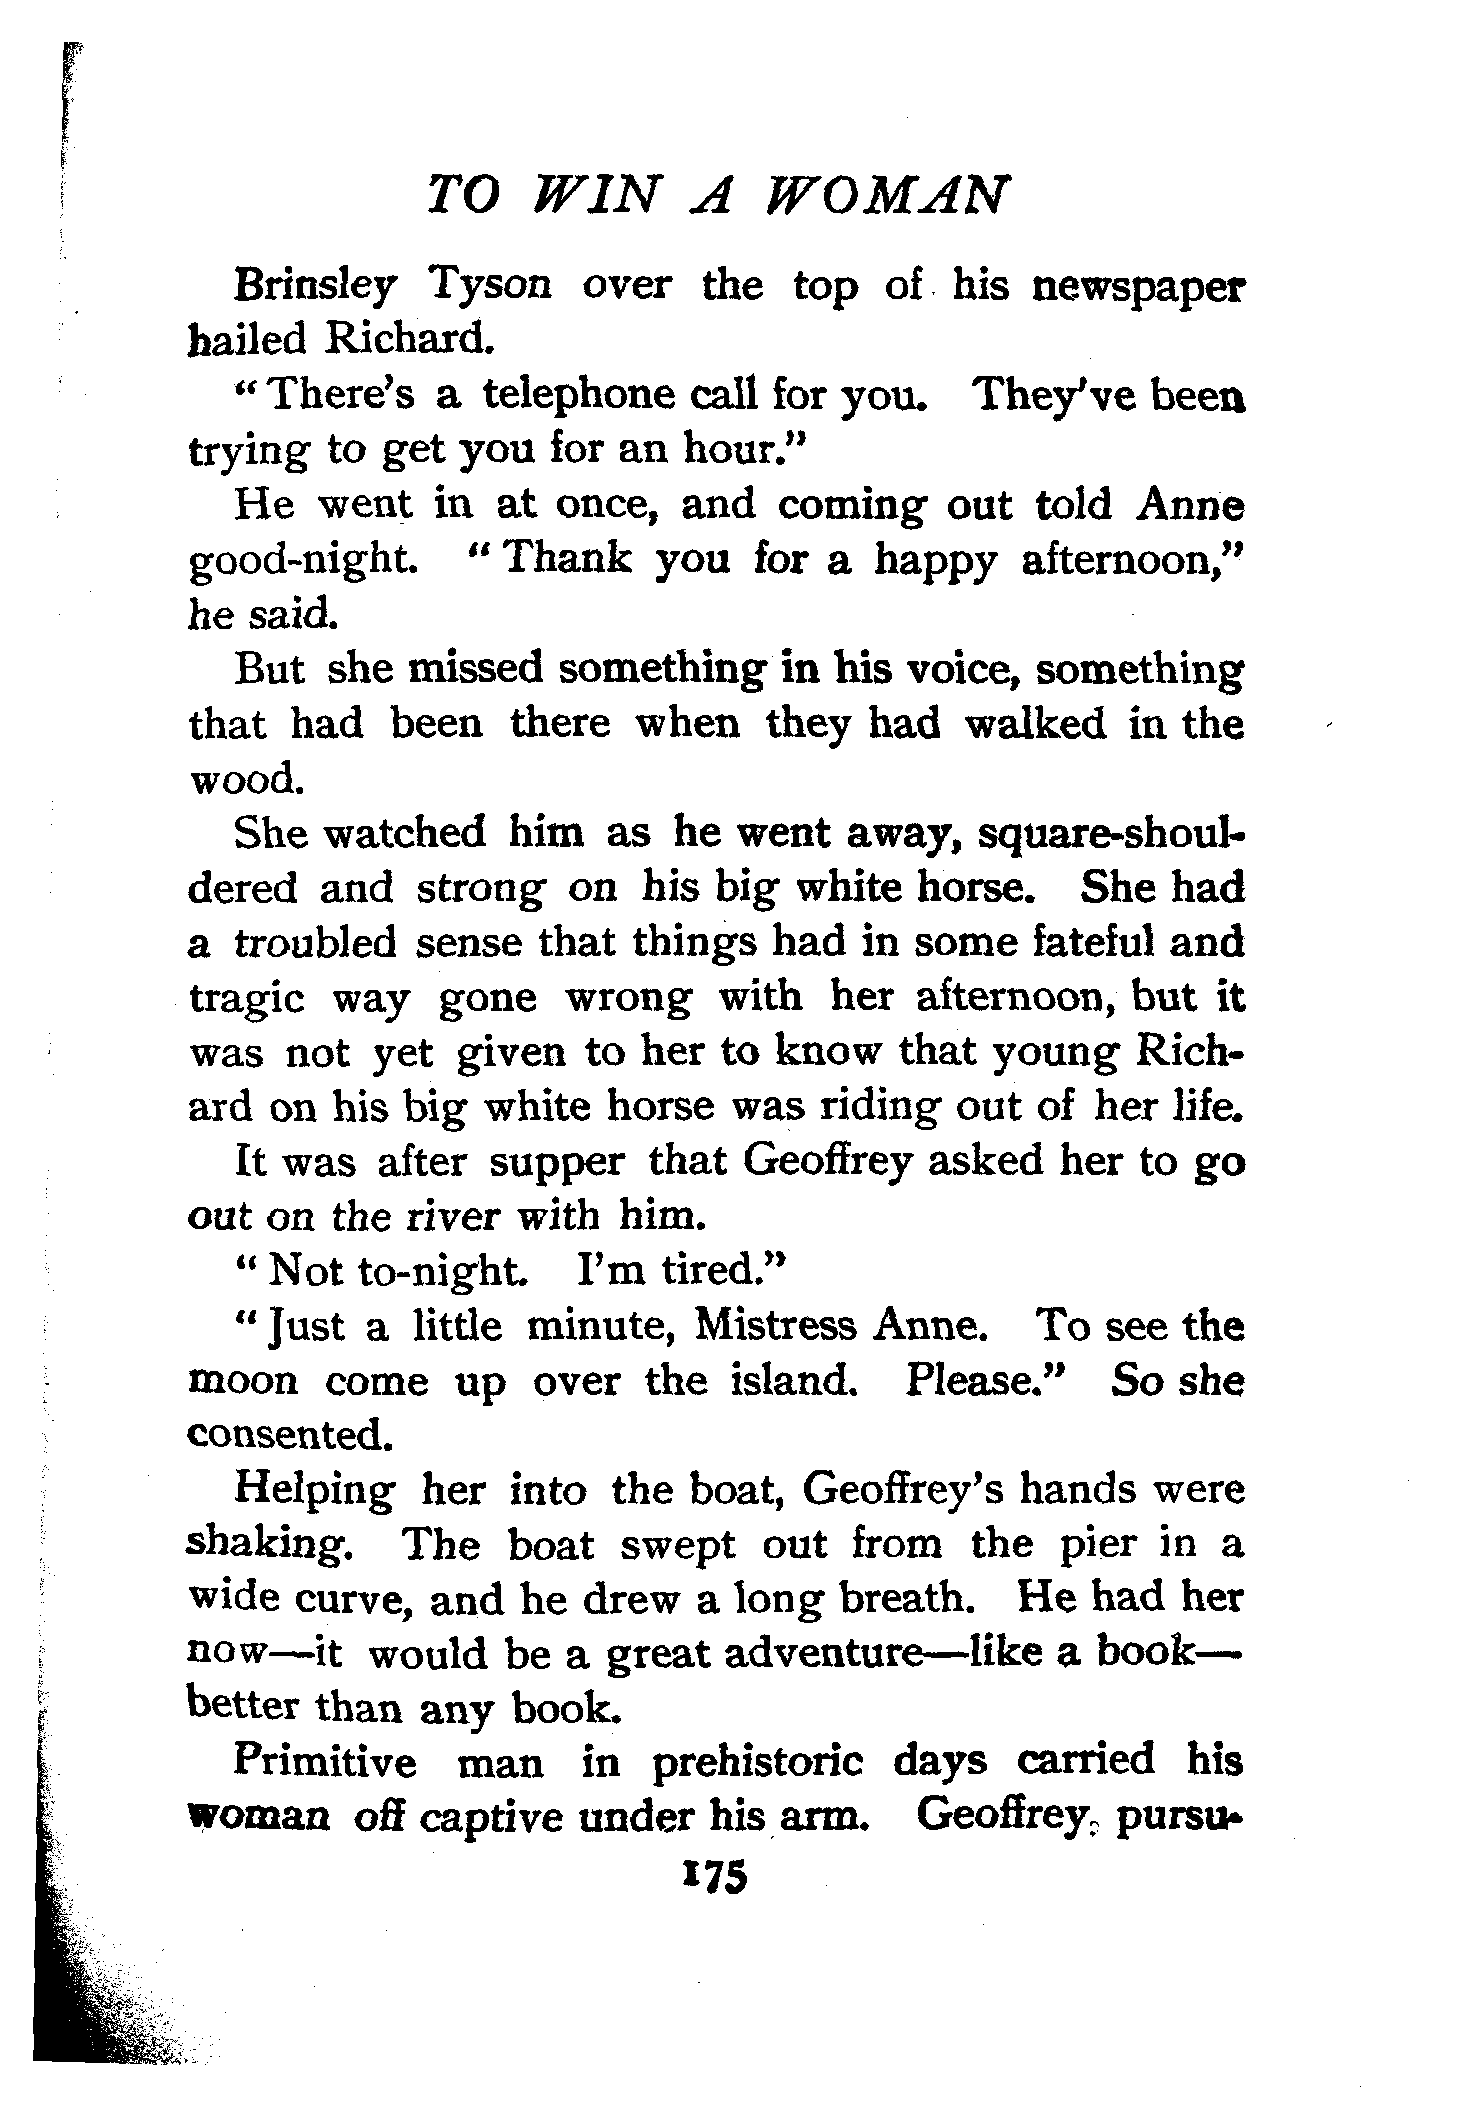 TO WIN A WOMAN
Brinsley Tyson over the top of his newspaper
hailed Richard.
“ There’s a telephone call for you. They’ve been
trying to get you for an hour.”
He went in at once, and coming out told Anne
good-night. “ Thank you for a happy afternoon,”
he said.
But she missed something in his voice, something
that had been there when they had walked in the
wood.
She watched him as he went away, square-shoul-
dered and strong on his big white horse. She had
a troubled sense that things had in some fateful and
tragic way gone wrong with her afternoon, but it
was not yet given to her to know that young Rich-
ard on his big white horse was riding out of her life.
It was after supper that Geoffrey asked her to go
out on the river with him.
“ Not to-night. I’m tired.”
“ Just a little minute, Mistress Anne. To see the
moon come up over the island. Please.” So she
consented.
Helping her into the boat, Geoffrey’s hands were
shaking. The boat swept out from the pier in a
wide curve, and he drew a long breath. He had her
now—it would be a great adventure—like a book—
better than any book.
Primitive man in prehistoric days carried his
woman off captive under his arm. Geoffrey, pursu-
175